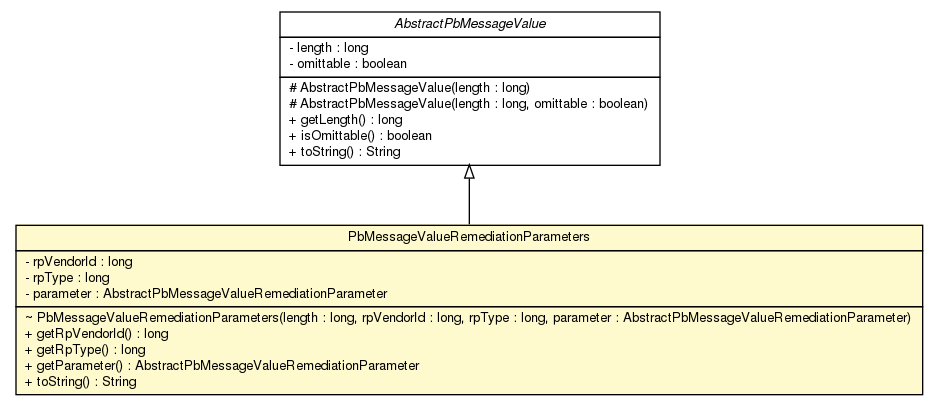 AbstractPbMessageValue
- length : long
- omittable : boolean
# AbstractPbMessageValue(length : long)
# AbstractPbMessageValue(length : long, omittable : boolean)
+ getLength() : long
+ isOmittable() : boolean
+ toString() : String
PbMessageValueRemediationParameters
- rpVendorId : long
- rpType : long
- parameter : AbstractPbMessageValueRemediationParameter
~ PbMessageValueRemediationParameters(length : long, rpVendorId : long, rpType : long, parameter : AbstractPbMessageValueRemediationParameter)
+ getRpVendorId() : long
+ getRpType() : long
+ getParameter() : AbstractPbMessageValueRemediationParameter
+ toString() : String